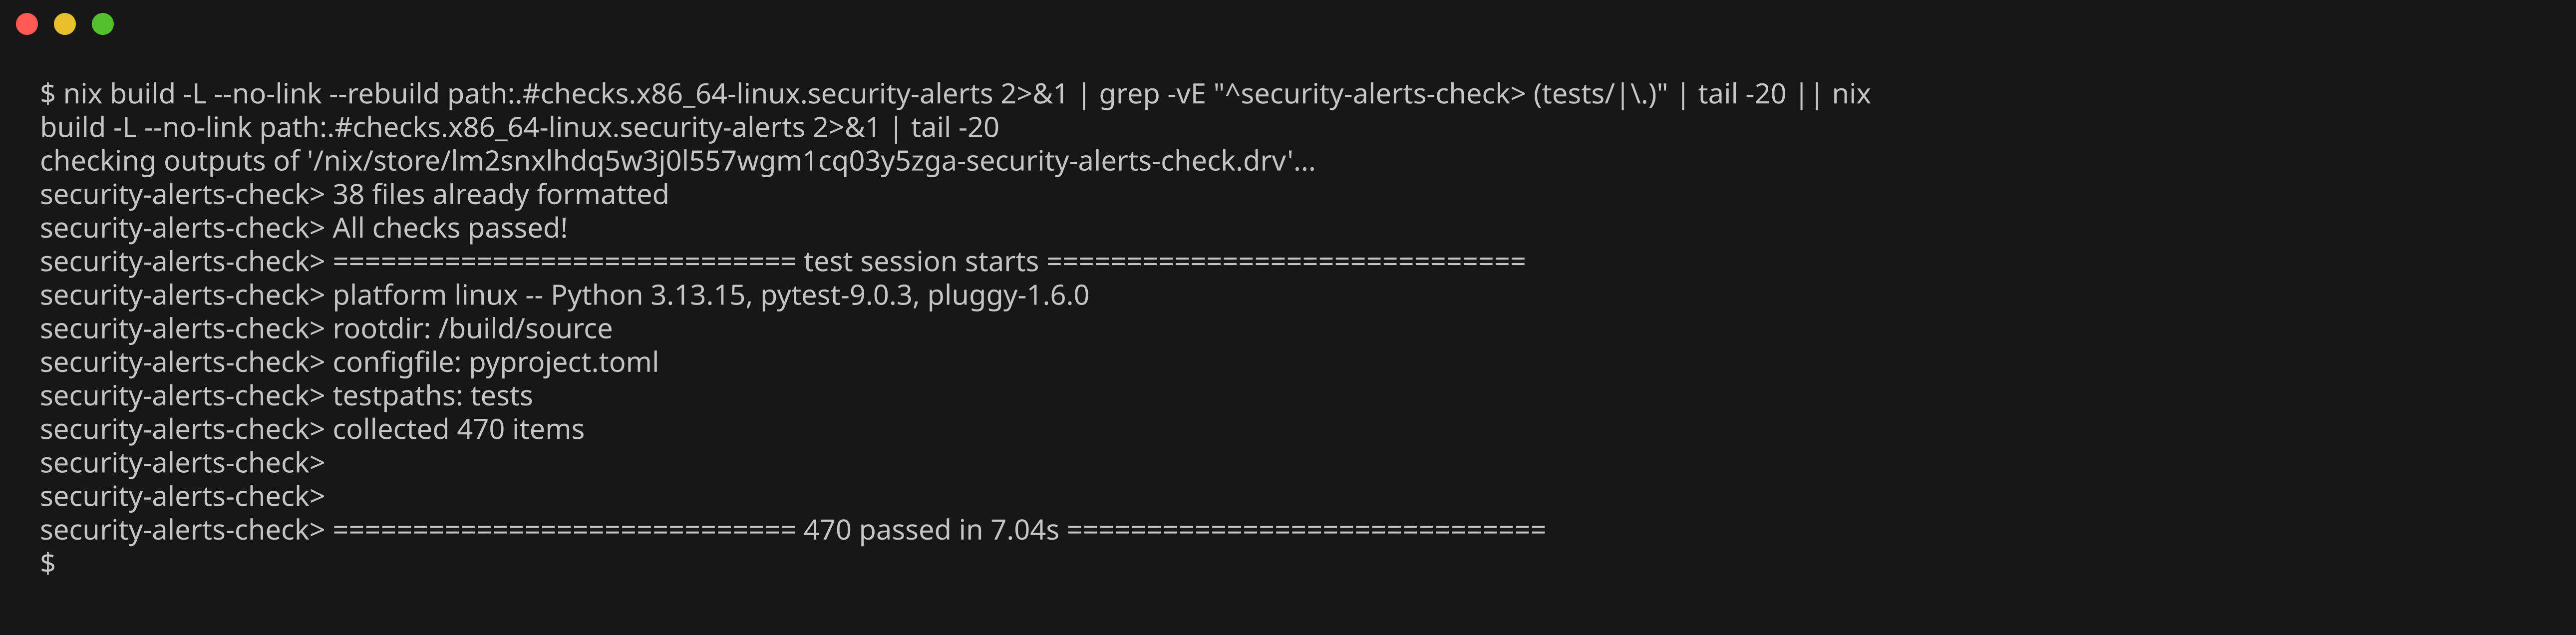 $ nix build -L --no-link --rebuild path:.#checks.x86_64-linux.security-alerts 2>&1 | grep -vE "^security-alerts-check> (tests/|\.)" | tail -20 || nix
build -L --no-link path:.#checks.x86_64-linux.security-alerts 2>&1 | tail -20
checking outputs of '/nix/store/lm2snxlhdq5w3j0l557wgm1cq03y5zga-security-alerts-check.drv'...
security-alerts-check> 38 files already formatted
security-alerts-check> All checks passed!
security-alerts-check> ============================= test session starts ==============================
security-alerts-check> platform linux -- Python 3.13.15, pytest-9.0.3, pluggy-1.6.0
security-alerts-check> rootdir: /build/source
security-alerts-check> configfile: pyproject.toml
security-alerts-check> testpaths: tests
security-alerts-check> collected 470 items
security-alerts-check>
security-alerts-check>
security-alerts-check> ============================= 470 passed in 7.04s ==============================
$